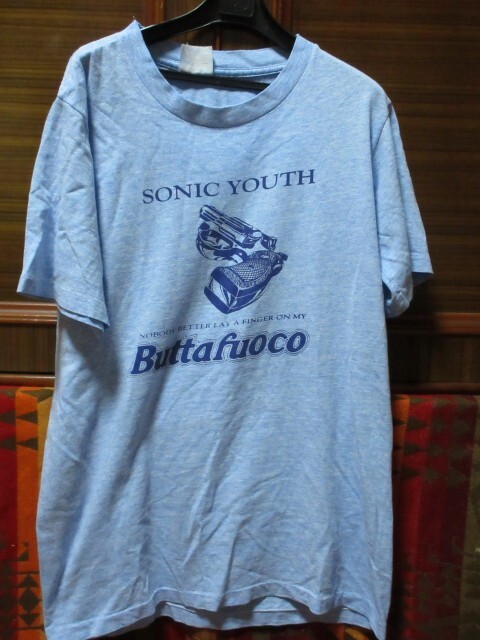 SONIC YOUTH
NOBODY BETTER LAY A FINGER ON MY
Buttafuoco